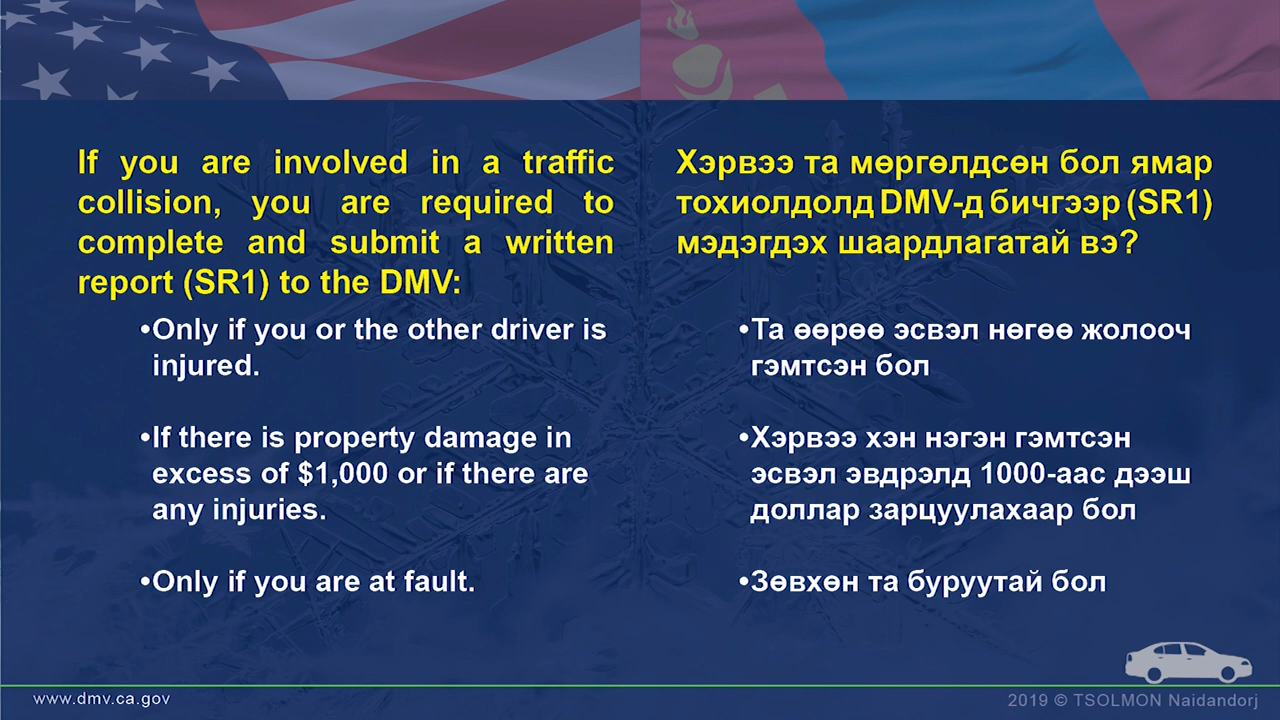 If you are involved in a traffic
collision, you are required to
complete and submit a written
report (SR1) to the DMV:
•Only if you or the other driver is
injured.
•If there is property damage in
excess of $1,000 or if there are
any injuries.
•Only if you are at fault.
Хэрвээ та мөргөлдсөн бол ямар
тохиолдолд DMV-д бичгээр (SR1)
мэдэгдэх шаардлагатай вэ?
•Та өөрөө эсвэл нөгөө жолооч
гэмтсэн бол
•Хэрвээ хэн нэгэн гэмтсэн
эсвэл эвдрэлд 1000-аас дээш
доллар зарцуулахаар бол
•Зөвхөн та буруутай бол
www.dmv.ca.gov
2019 © TSOLMON Naidandorj